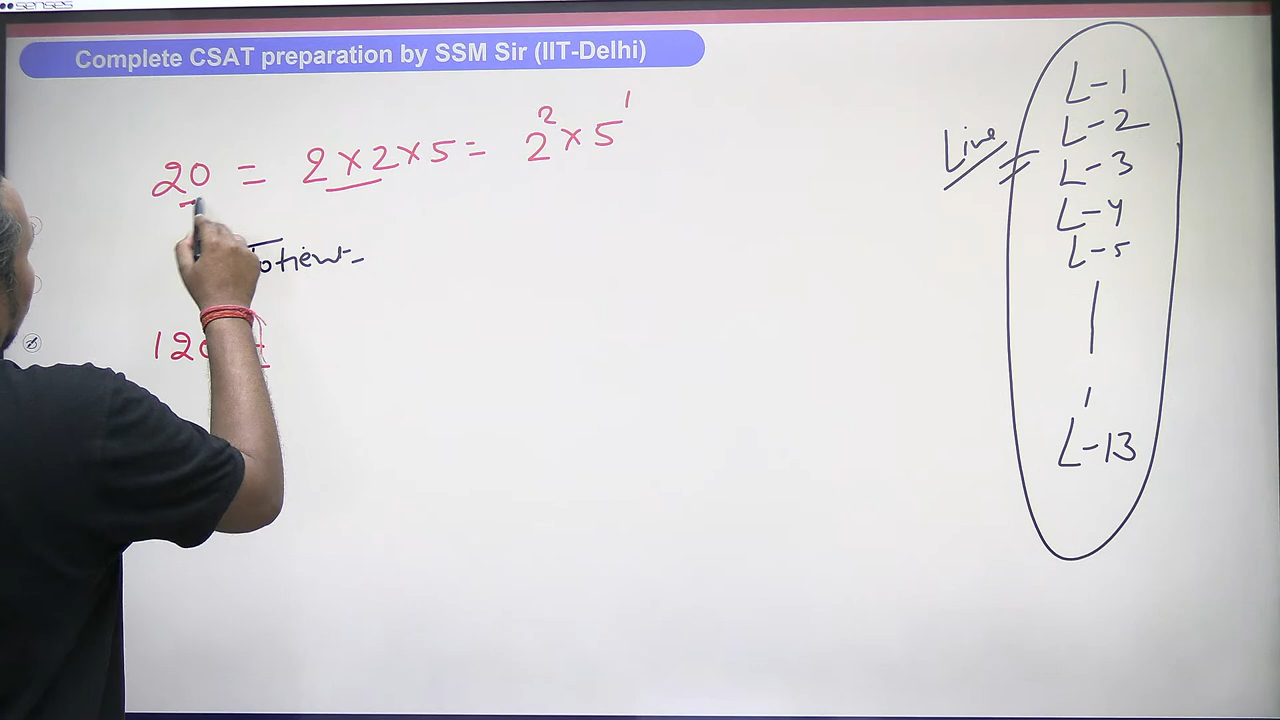 senses
Complete CSAT preparation by SSM Sir (IIT-Delhi)
20 = 2×2×5 = 2² × 5¹
Live
L-1
L-2
L-3
L-4
L-5
L-13